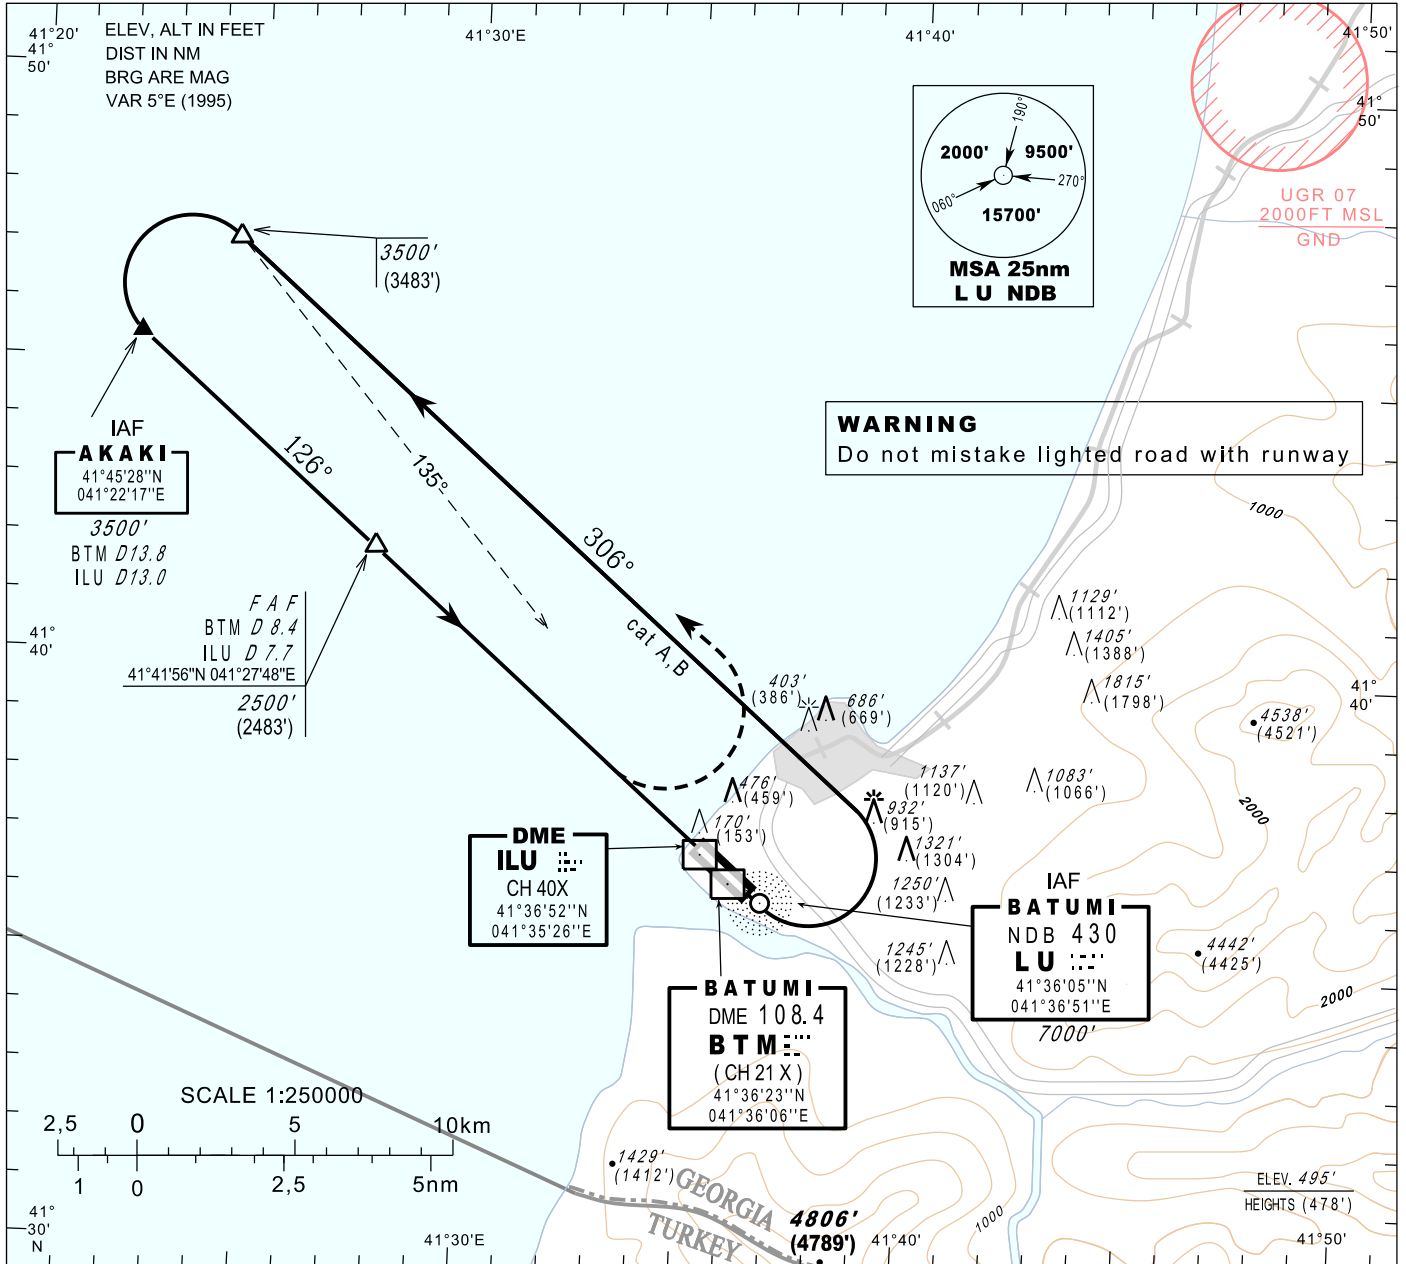 41°20'
41°30'E
41°40'
41°50'
41°
50'
ELEV, ALT IN FEET
DIST IN NM
BRG ARE MAG
VAR 5°E (1995)
190°
2000'
9500'
060°
270°
15700'
MSA 25nm
L U NDB
41°
50'
UGR 07
2000FT MSL
GND
3500'
(3483')
WARNING
Do not mistake lighted road with runway
IAF
AKAKI
41°45'28''N
041°22'17''E
3500'
BTM D13.8
ILU D13.0
126°
135°
306°
cat A,B
1000
FAF
BTM D 8.4
ILU D 7.7
41°41'56"N 041°27'48"E
2500'
(2483')
41°
40'
1129'
(1112')
1405'
(1388')
1815'
(1798')
41°
40'
4538'
(4521')
403'
(386')
686'
(669')
476'
(459')
170'
(153')
1137'
(1120')
1083'
(1066')
932'
(915')
1321'
(1304')
1250'
(1233')
1245'
(1228')
2000
4442'
(4425')
2000
DME
ILU
CH 40X
41°36'52''N
041°35'26''E
IAF
BATUMI
NDB 430
LU
41°36'05''N
041°36'51''E
7000'
BATUMI
DME 108.4
BTM
(CH 21 X)
41°36'23''N
041°36'06''E
SCALE 1:250000
2,5 0 5 10km
1 0 2,5 5nm
1429'
(1412')
GEORGIA
TURKEY
4806'
(4789')
1000
ELEV. 495'
HEIGHTS (478')
41°
30'
N
41°30'E
41°40'
41°50'